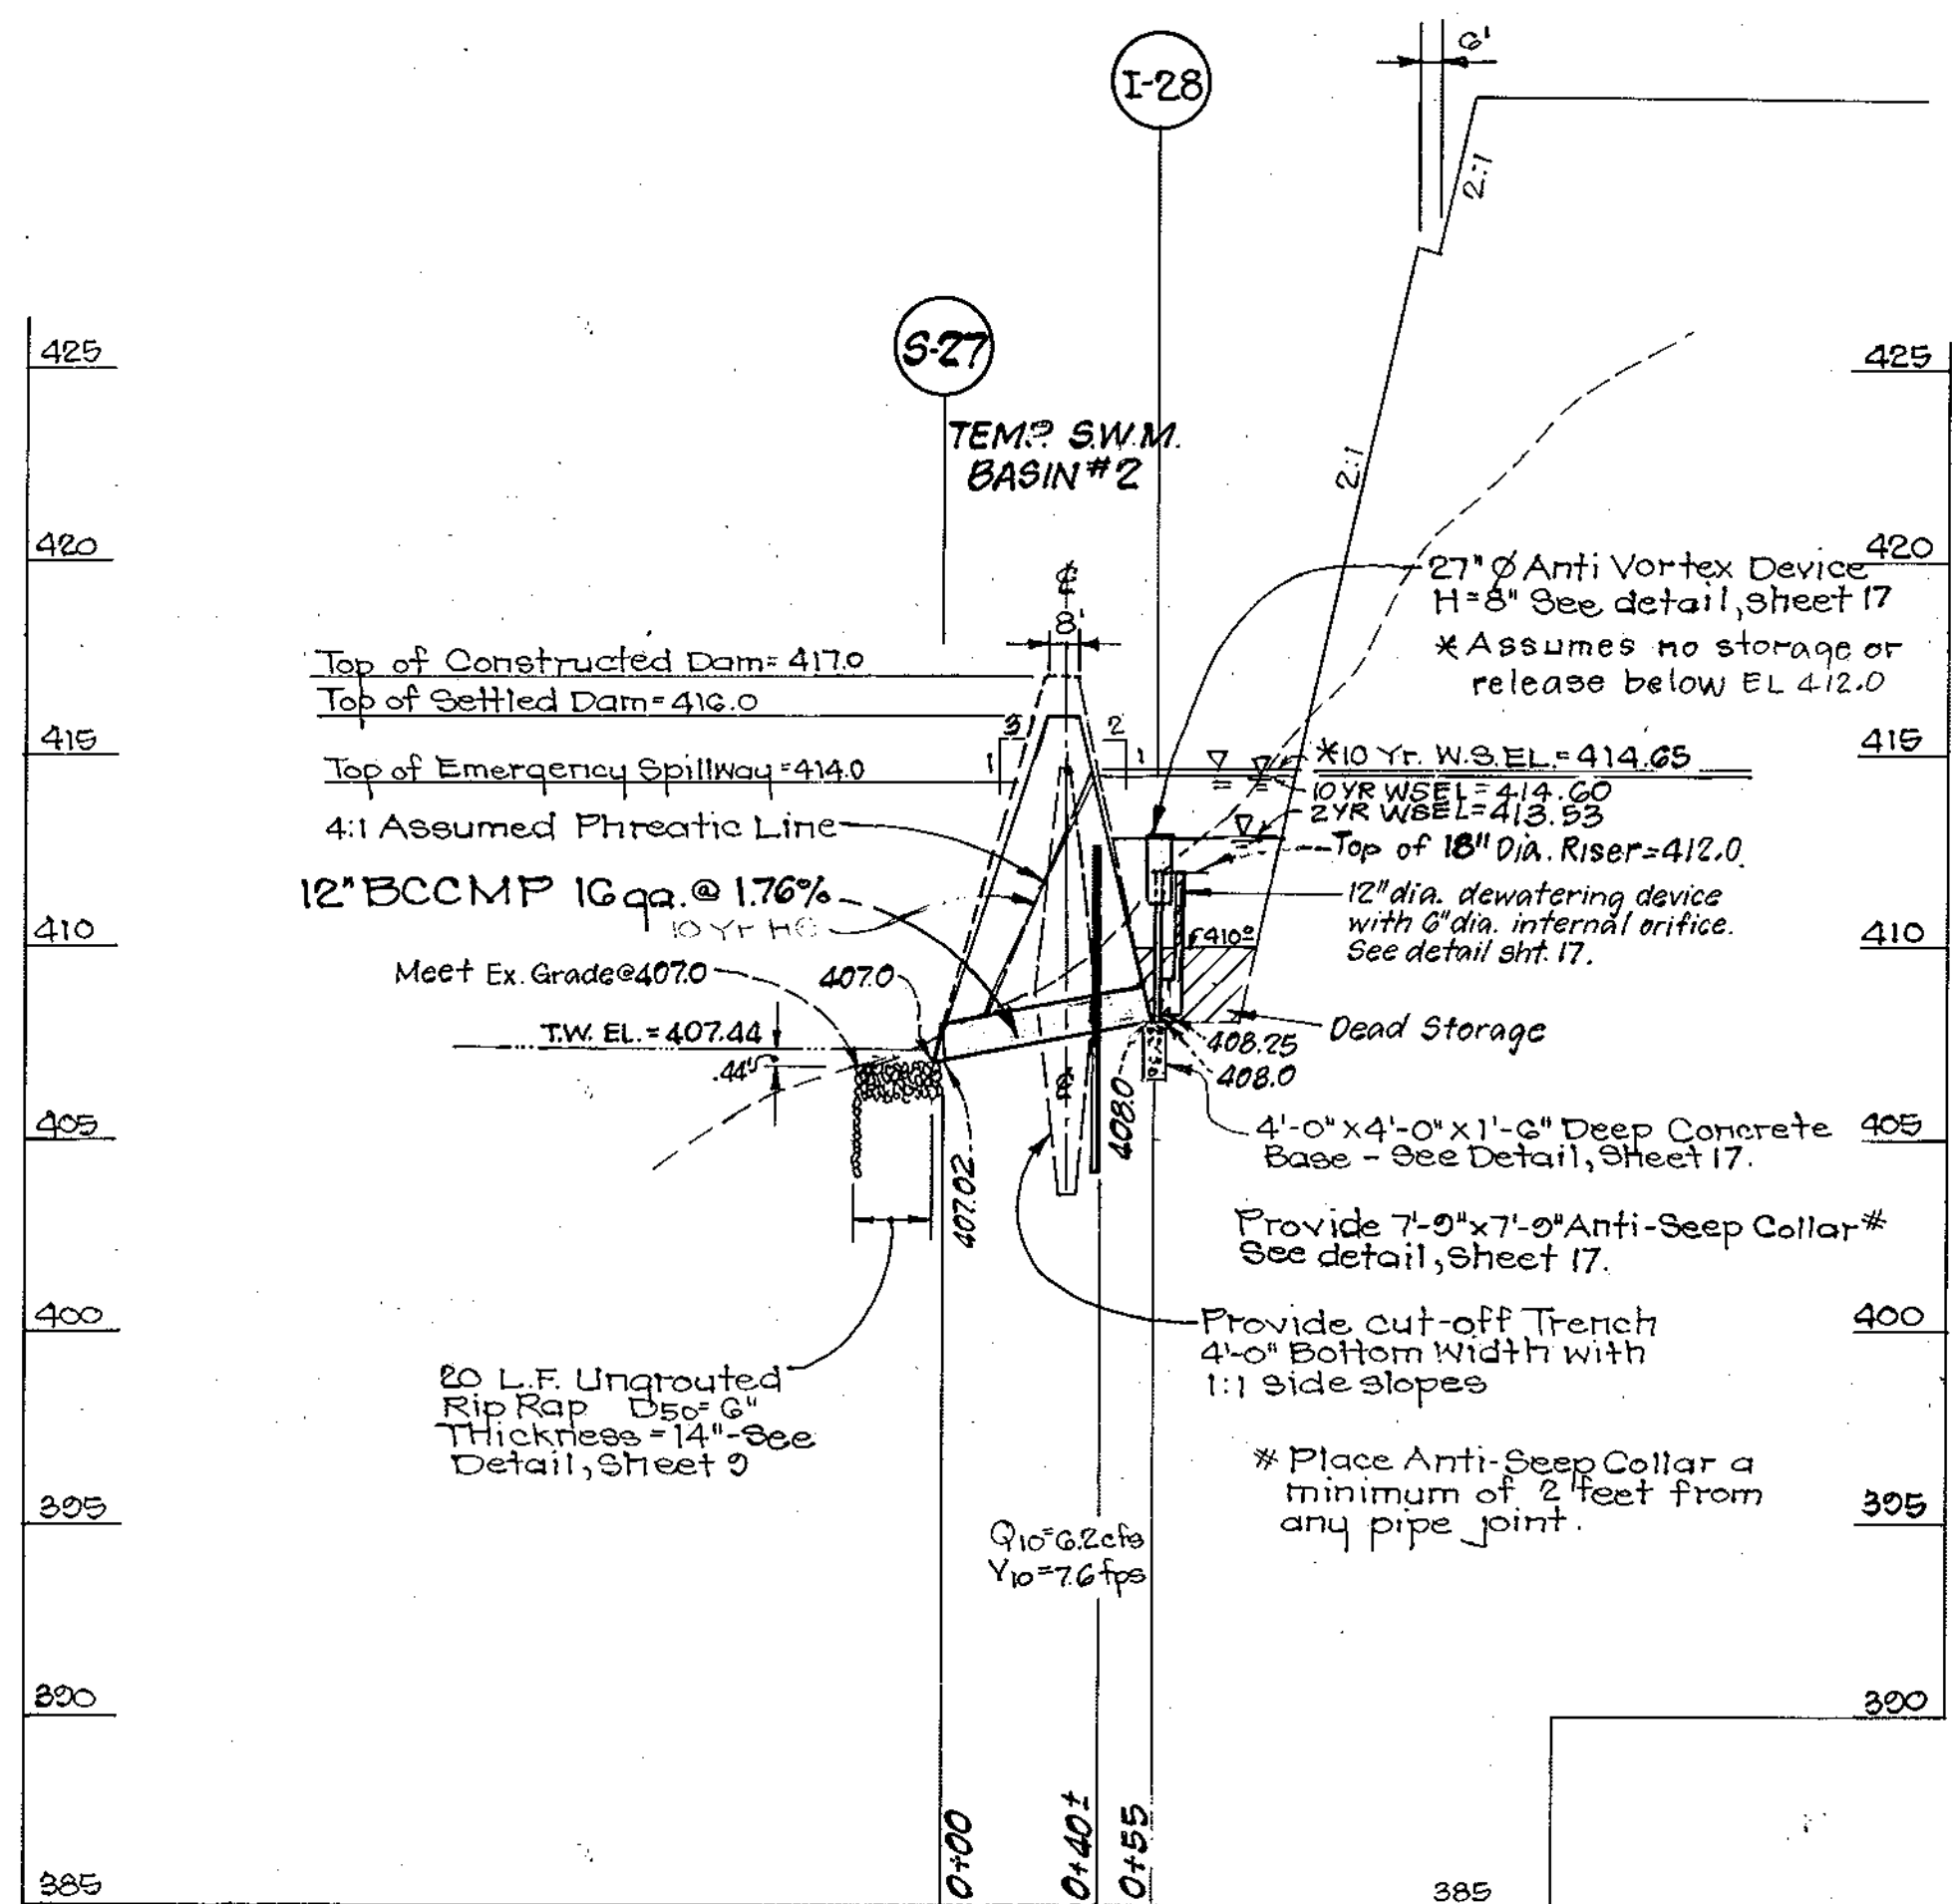 6'
I-28
2:1
S-27
425
425
TEMP. S.W.M.
BASIN #2
2:1
420
420
27" Ø Anti Vortex Device
H=8" See detail, sheet 17
* Assumes no storage or
release below EL 412.0
℄
8'
Top of Constructed Dam= 417.0
Top of Settled Dam= 416.0
3
1
2
1
415
415
Top of Emergency Spillway =414.0
*10 Yr. W.S.EL.= 414.65
10 YR WSEL=414.60
2 YR WSEL=413.53
4:1 Assumed Phreatic Line
Top of 18" Dia. Riser=412.0
12" BCCMP 16 ga. @ 1.76%
10 Yr HG
12" dia. dewatering device
with 6" dia. internal orifice.
See detail sht. 17.
410
410
410º
Meet Ex. Grade@407.0
407.0
T.W. EL. = 407.44
.44'
Dead Storage
408.25
408.0
408.0
407.02
405
405
4'-0" x 4'-0" x 1'-6" Deep Concrete
Base - See Detail, Sheet 17.
Provide 7'-9" x 7'-9" Anti-Seep Collar #
See detail, Sheet 17.
400
400
Provide cut-off Trench
4'-0" Bottom Width with
1:1 side slopes
20 L.F. Ungrouted
Rip Rap D50= 6"
Thickness = 14" - See
Detail, Sheet 9
# Place Anti-Seep Collar a
minimum of 2 feet from
any pipe joint.
395
395
Q10=6.2cfs
V10=7.6 fps
390
390
0+00
0+40±
0+55
385
385